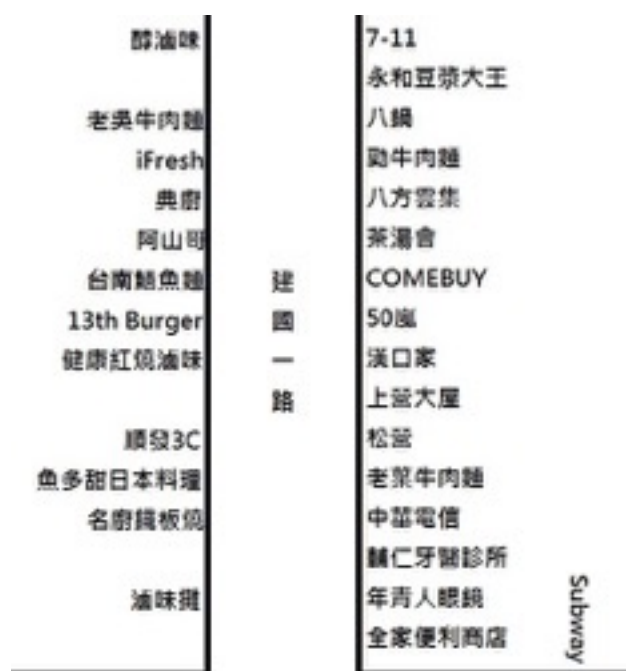 醇滷味
老吳牛肉麵
iFresh
典廚
阿山哥
台南鱔魚麵
13th Burger
健康紅燒滷味
順發3C
魚多甜日本料理
名廚鐵板燒
滷味攤
建國一路
7-11
永和豆漿大王
八鍋
勁牛肉麵
八方雲集
茶湯會
COMEBUY
50嵐
漢口家
上營大屋
松營
老菜牛肉麵
中華電信
輔仁牙醫診所
年青人眼鏡
全家便利商店
Subway